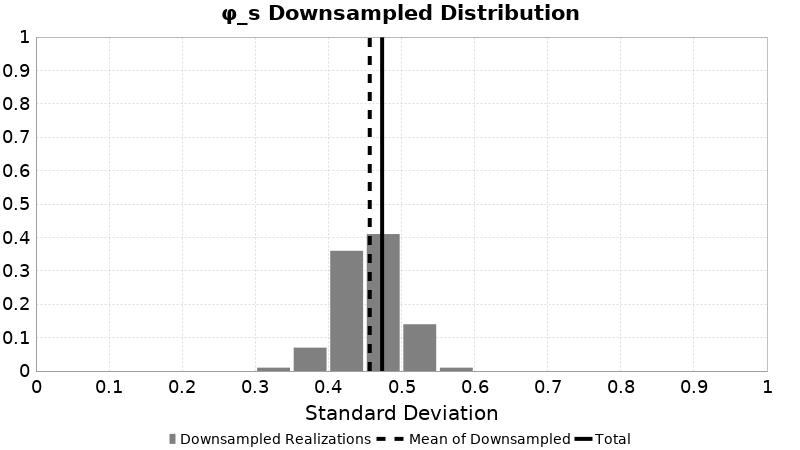 φ_s Downsampled Distribution
1
0.9
0.8
0.7
0.6
0.5
0.4
0.3
0.2
0.1
0
0 0.1 0.2 0.3 0.4 0.5 0.6 0.7 0.8 0.9 1
Standard Deviation
Downsampled Realizations Mean of Downsampled Total